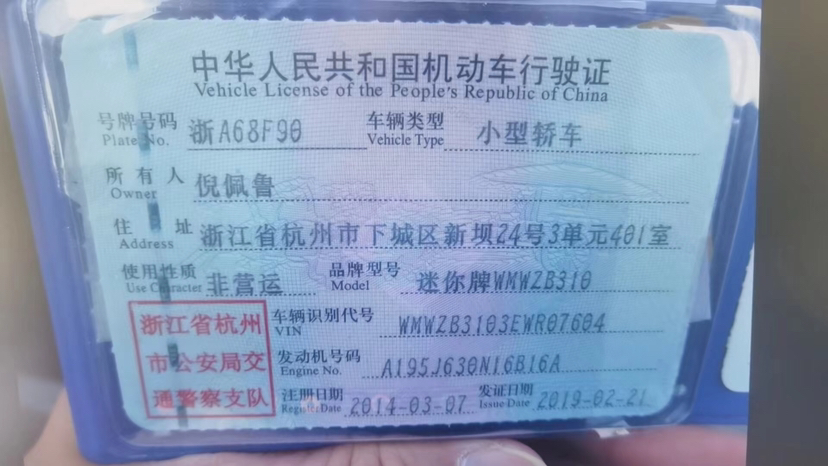 中华人民共和国机动车行驶证
Vehicle License of the People's Republic of China
号牌号码 Plate No. 浙A68F90 车辆类型 Vehicle Type 小型轿车
所有人 Owner 倪佩鲁
住址 Address 浙江省杭州市下城区新坝24号3单元401室
使用性质 Use Character 非营运 品牌型号 Model 迷你牌WMWZB310
车辆识别代号 VIN WMWZB3103EWR07604
发动机号码 Engine No. A195J630N16B16A
注册日期 Register Date 2014-03-07 发证日期 Issue Date 2019-02-21
浙江省杭州
市公安局交
通警察支队